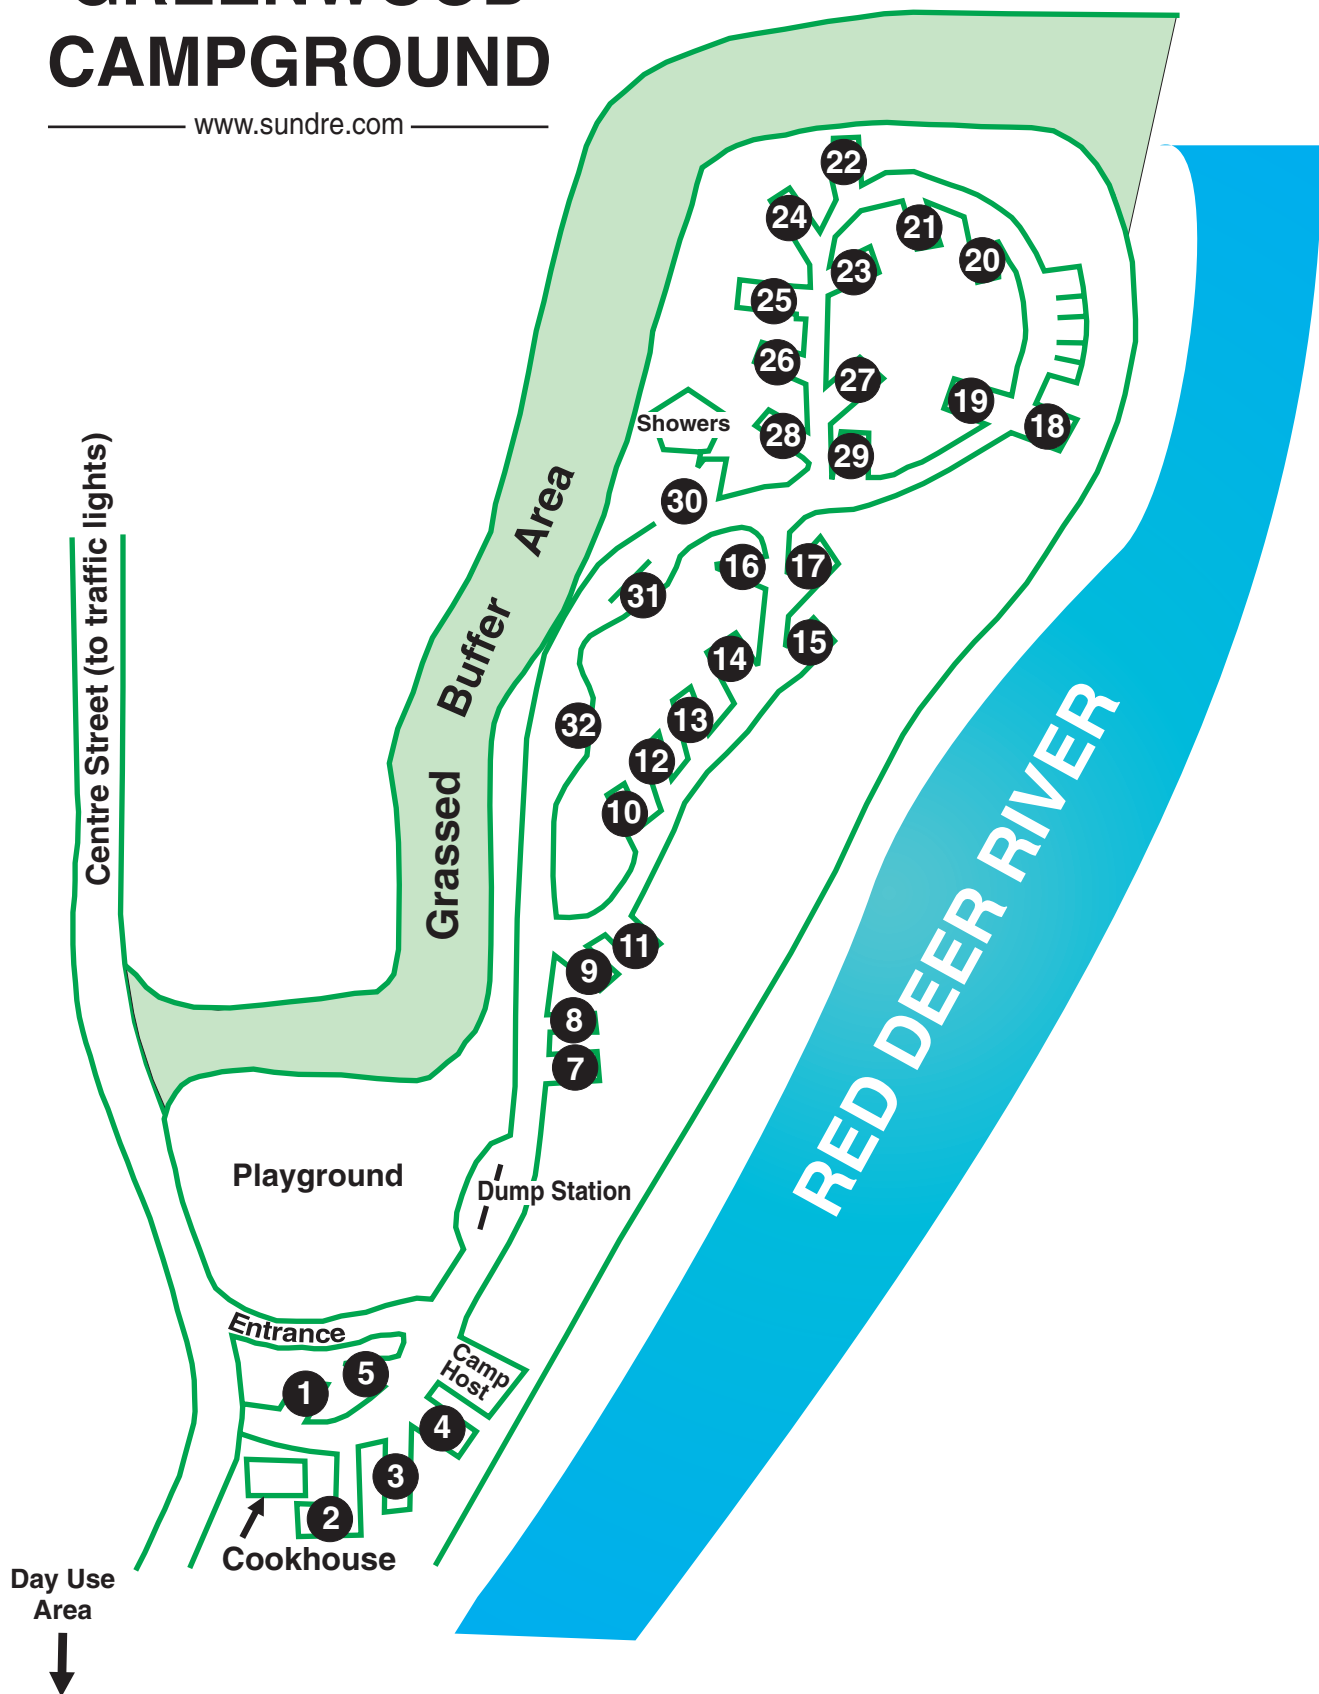 GREENWOOD
CAMPGROUND
www.sundre.com
22
24
21
20
23
25
26
27
19
18
Showers
28
29
30
16
17
31
15
14
13
32
12
10
11
9
8
7
Centre Street (to traffic lights)
Grassed Buffer Area
RED DEER RIVER
Playground
Dump Station
Entrance
Camp
Host
5
1
4
3
2
Cookhouse
Day Use
Area